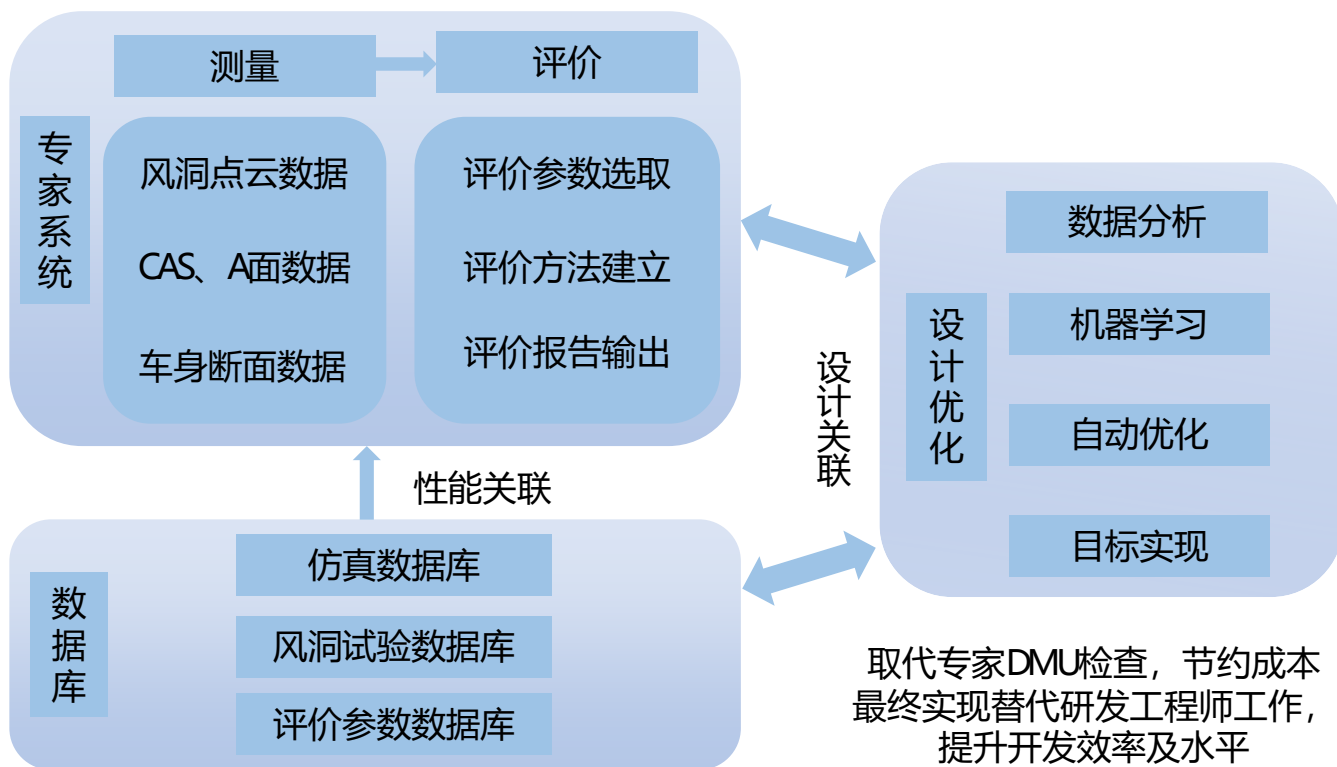 测量
评价
专家系统
风洞点云数据
CAS、A面数据
车身断面数据
评价参数选取
评价方法建立
评价报告输出
性能关联
数据库
仿真数据库
风洞试验数据库
评价参数数据库
设计关联
设计优化
数据分析
机器学习
自动优化
目标实现
取代专家DMU检查，节约成本
最终实现替代研发工程师工作，
提升开发效率及水平